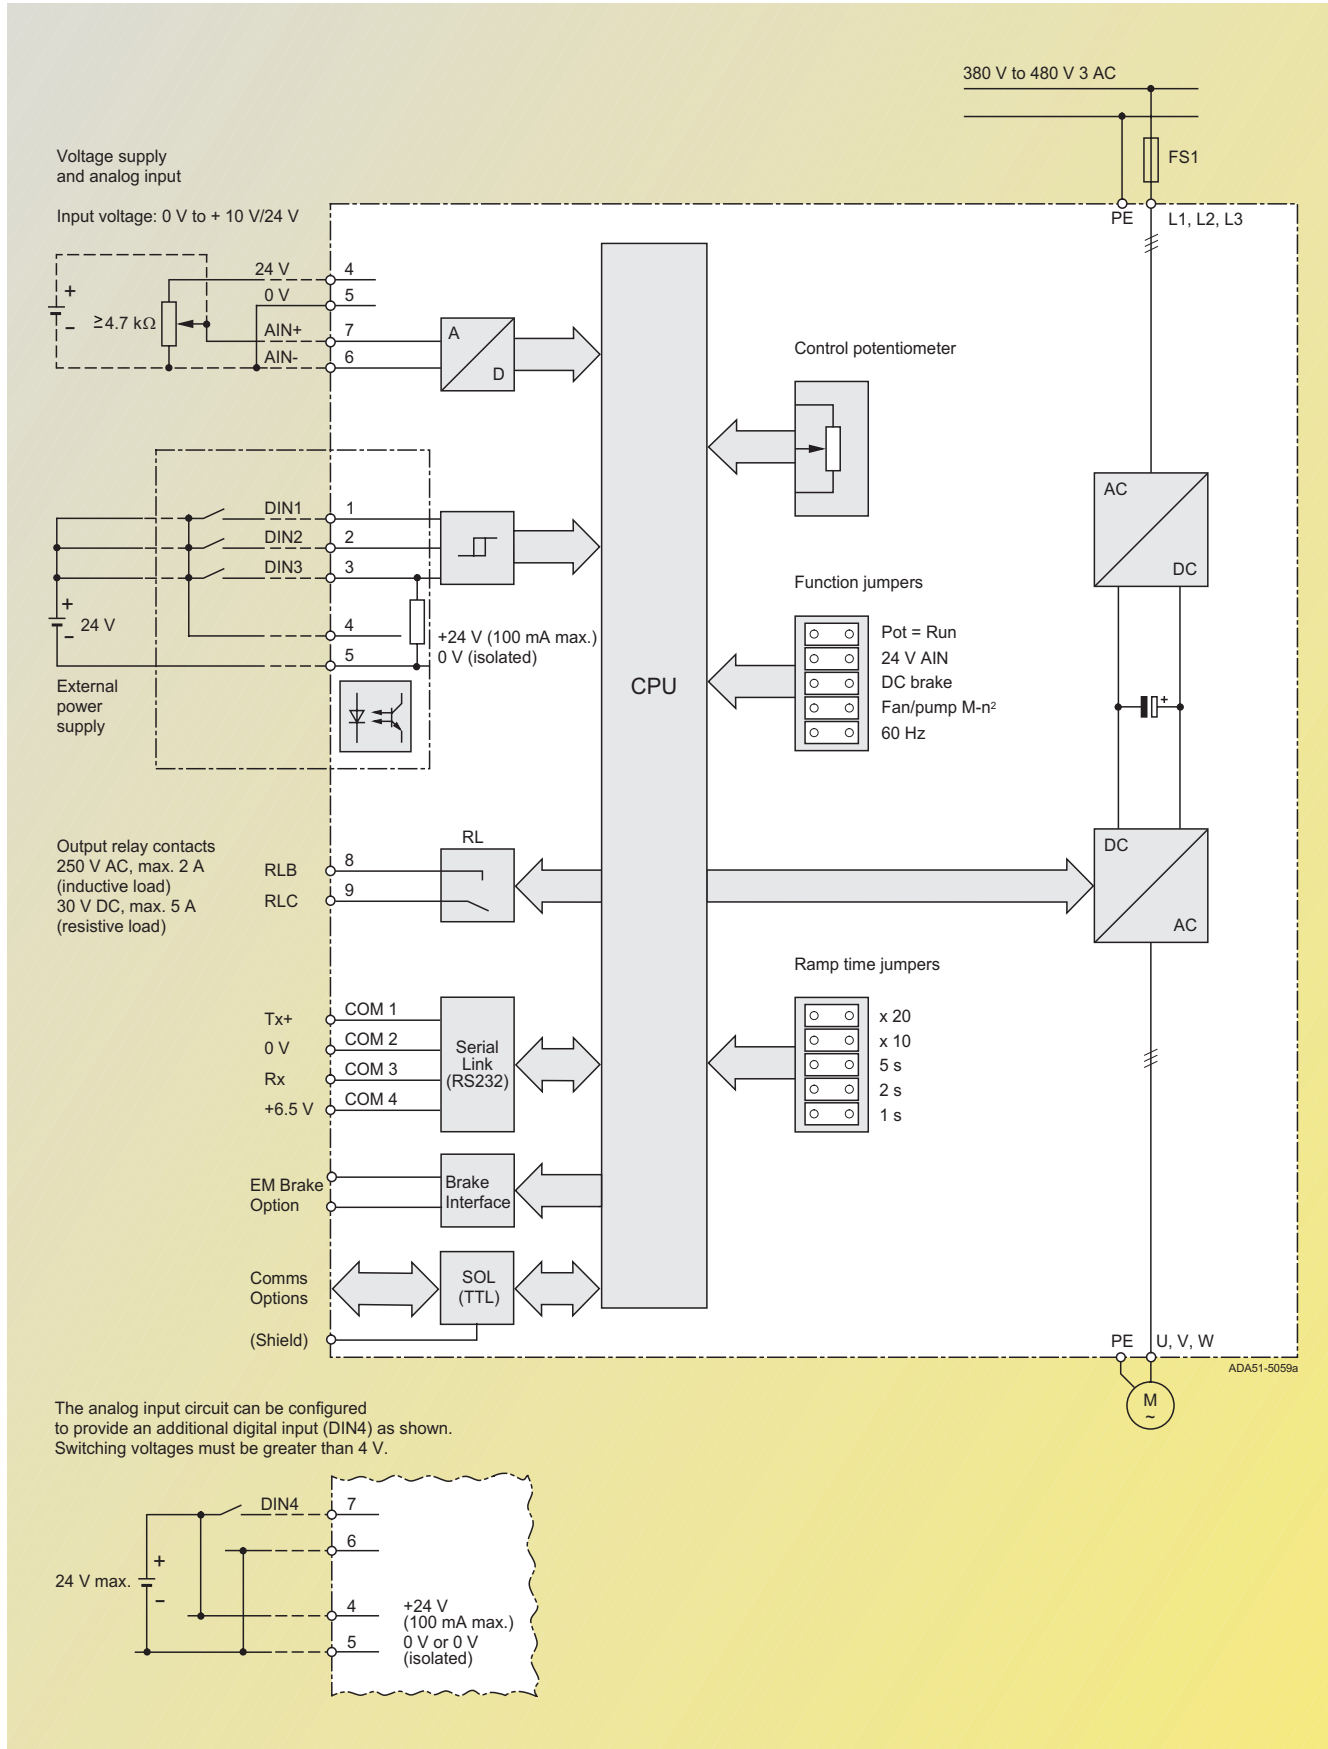 380 V to 480 V 3 AC
FS1
Voltage supply
and analog input
Input voltage: 0 V to + 10 V/24 V
PE
L1, L2, L3
24 V
4
0 V
5
+
-
≥4.7 kΩ
AIN+
7
AIN-
6
A
D
Control potentiometer
DIN1
1
DIN2
2
DIN3
3
+
-
24 V
4
5
+24 V (100 mA max.)
0 V (isolated)
External
power
supply
CPU
AC
DC
Function jumpers
Pot = Run
24 V AIN
DC brake
Fan/pump M-n²
60 Hz
+
Output relay contacts
250 V AC, max. 2 A
(inductive load)
30 V DC, max. 5 A
(resistive load)
RL
RLB
8
RLC
9
DC
AC
Ramp time jumpers
x 20
x 10
5 s
2 s
1 s
Tx+
COM 1
0 V
COM 2
Rx
COM 3
+6.5 V
COM 4
Serial
Link
(RS232)
EM Brake
Option
Brake
Interface
Comms
Options
SOL
(TTL)
(Shield)
PE
U, V, W
ADA51-5059a
M
~
The analog input circuit can be configured
to provide an additional digital input (DIN4) as shown.
Switching voltages must be greater than 4 V.
DIN4
7
6
24 V max.
+
-
4
+24 V
(100 mA max.)
5
0 V or 0 V
(isolated)